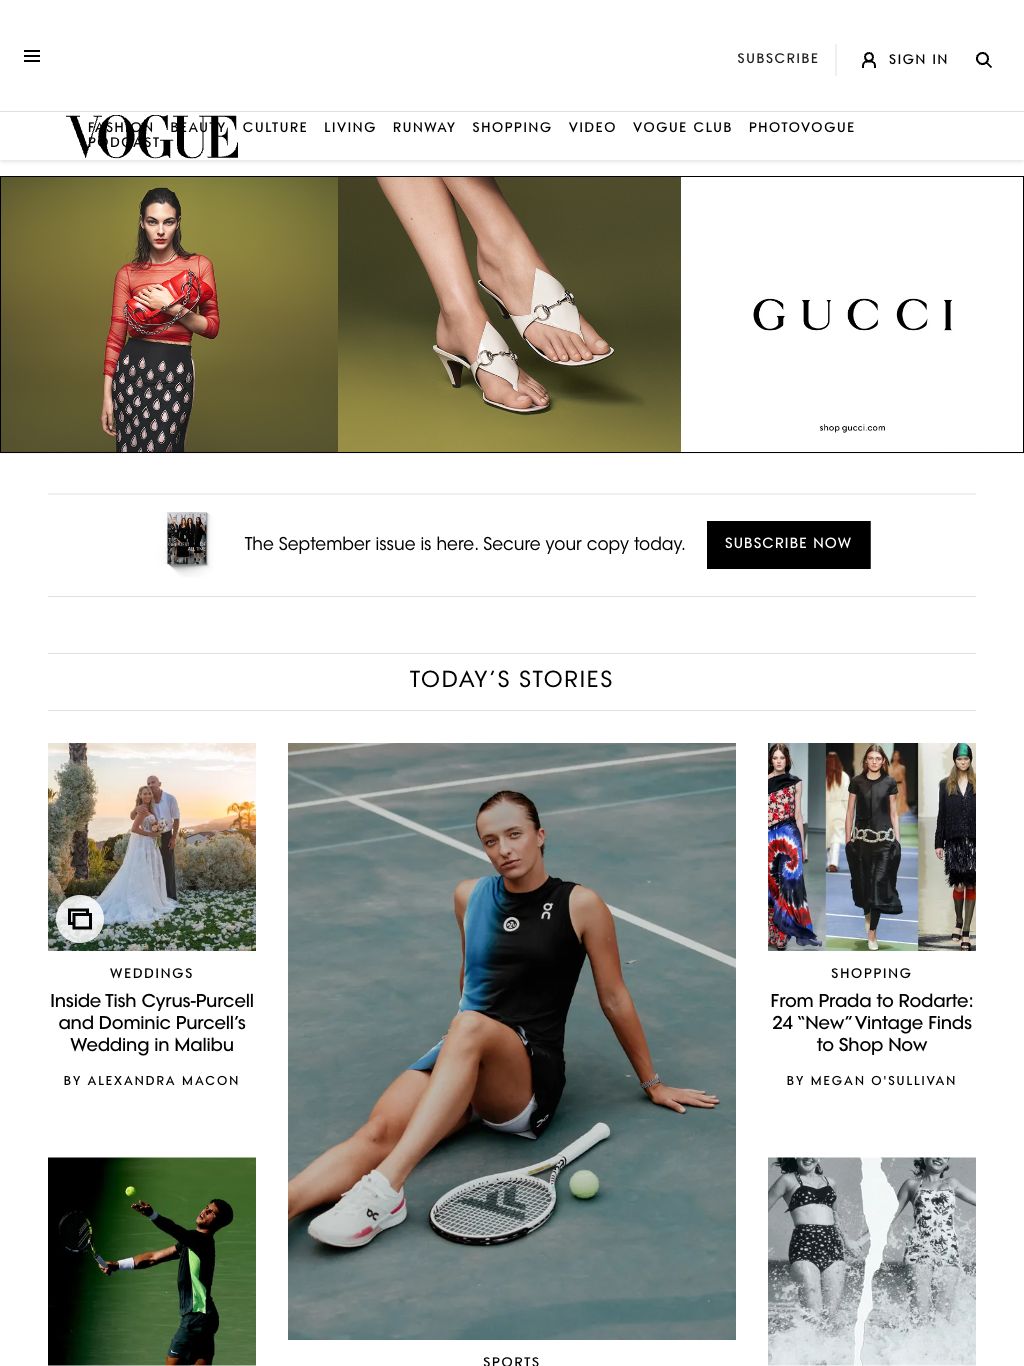 SUBSCRIBE
SIGN IN
VOGUE
FASHION BEAUTY CULTURE LIVING RUNWAY SHOPPING VIDEO VOGUE CLUB PHOTOVOGUE
PODCAST
GUCCI
shop gucci.com
The September issue is here. Secure your copy today.
SUBSCRIBE NOW
TODAY’S STORIES
WEDDINGS
Inside Tish Cyrus-Purcell
and Dominic Purcell’s
Wedding in Malibu
BY ALEXANDRA MACON
SPORTS
SHOPPING
From Prada to Rodarte:
24 “New” Vintage Finds
to Shop Now
BY MEGAN O'SULLIVAN